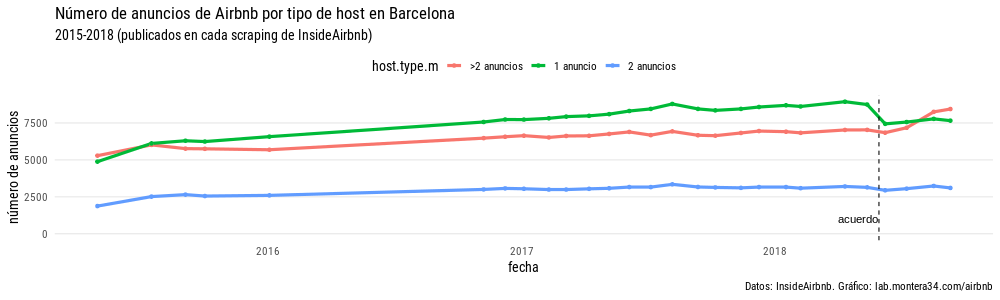 Número de anuncios de Airbnb por tipo de host en Barcelona
2015-2018 (publicados en cada scraping de InsideAirbnb)
host.type.m >2 anuncios 1 anuncio 2 anuncios
número de anuncios
7500
5000
2500
0
acuerdo
2016 2017 2018
fecha
Datos: InsideAirbnb. Gráfico: lab.montera34.com/airbnb